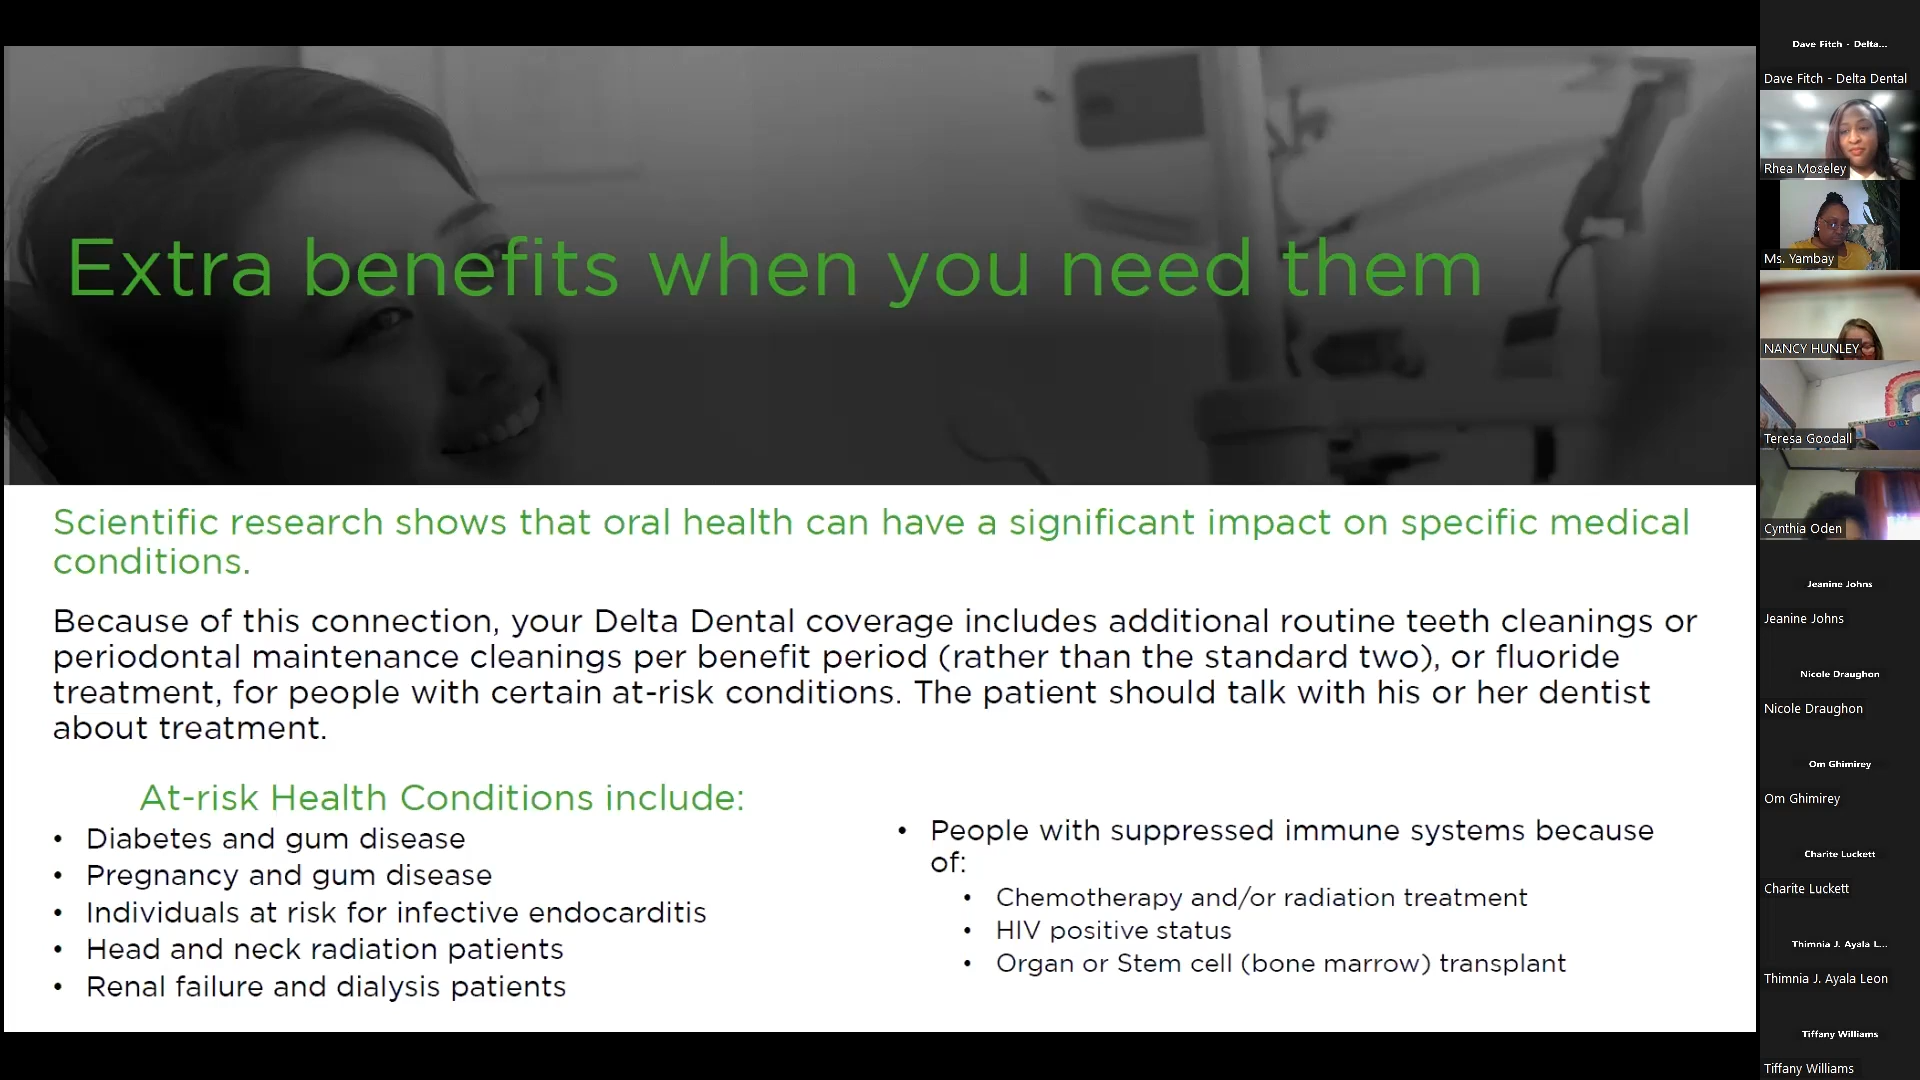 Extra benefits when you need them
Scientific research shows that oral health can have a significant impact on specific medical
conditions.
Because of this connection, your Delta Dental coverage includes additional routine teeth cleanings or
periodontal maintenance cleanings per benefit period (rather than the standard two), or fluoride
treatment, for people with certain at-risk conditions. The patient should talk with his or her dentist
about treatment.
At-risk Health Conditions include:
• Diabetes and gum disease
• Pregnancy and gum disease
• Individuals at risk for infective endocarditis
• Head and neck radiation patients
• Renal failure and dialysis patients
• People with suppressed immune systems because
of:
• Chemotherapy and/or radiation treatment
• HIV positive status
• Organ or Stem cell (bone marrow) transplant
Dave Fitch - Delta...
Dave Fitch - Delta Dental
Rhea Moseley
Ms. Yambay
NANCY HUNLEY
Teresa Goodall
Cynthia Oden
Jeanine Johns
Jeanine Johns
Nicole Draughon
Nicole Draughon
Om Ghimirey
Om Ghimirey
Charite Luckett
Charite Luckett
Thimnia J. Ayala L...
Thimnia J. Ayala Leon
Tiffany Williams
Tiffany Williams